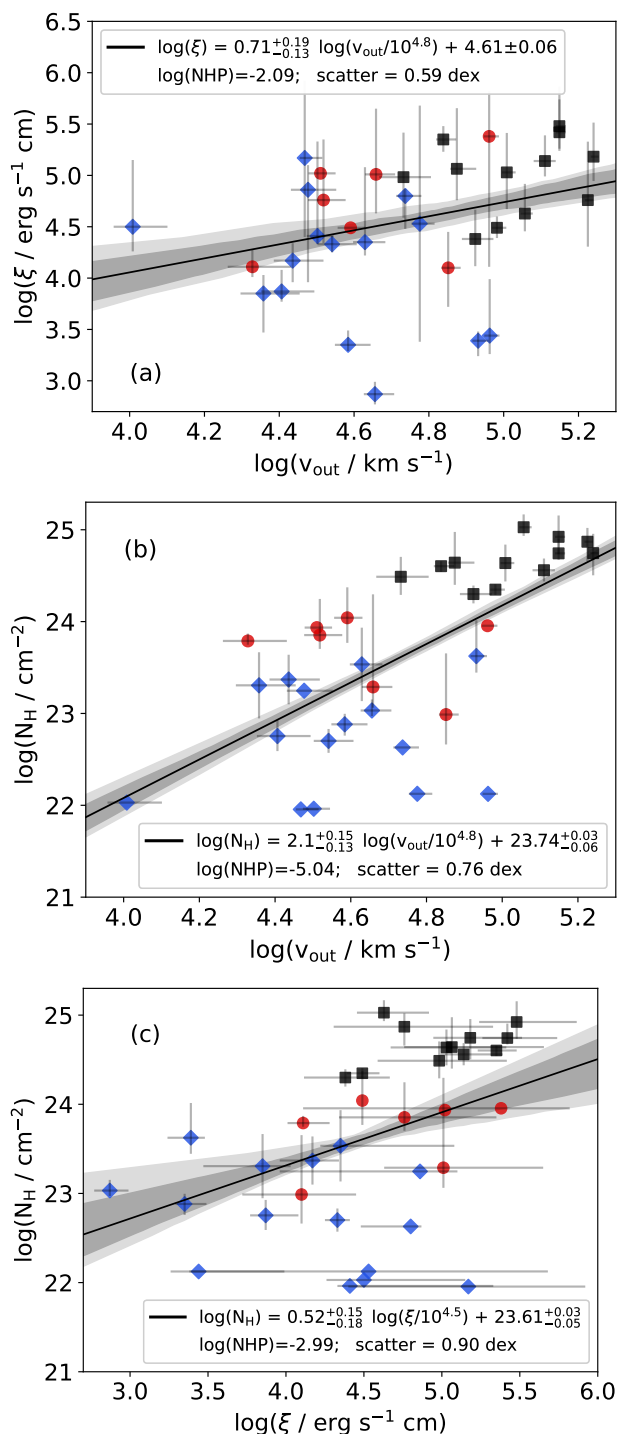 log(ξ) = 0.71^{+0.19}_{-0.13} log(v_out/10^{4.8}) + 4.61±0.06
log(NHP)=-2.09; scatter = 0.59 dex
6.5
6.0
5.5
5.0
4.5
4.0
3.5
3.0
log(ξ / erg s⁻¹ cm)
(a)
4.0 4.2 4.4 4.6 4.8 5.0 5.2
log(v_out / km s⁻¹)
(b)
25
24
23
22
21
log(N_H / cm⁻²)
log(N_H) = 2.1^{+0.15}_{-0.13} log(v_out/10^{4.8}) + 23.74^{+0.03}_{-0.06}
log(NHP)=-5.04; scatter = 0.76 dex
4.0 4.2 4.4 4.6 4.8 5.0 5.2
log(v_out / km s⁻¹)
(c)
25
24
23
22
21
log(N_H / cm⁻²)
log(N_H) = 0.52^{+0.15}_{-0.18} log(ξ/10^{4.5}) + 23.61^{+0.03}_{-0.05}
log(NHP)=-2.99; scatter = 0.90 dex
3.0 3.5 4.0 4.5 5.0 5.5 6.0
log(ξ / erg s⁻¹ cm)